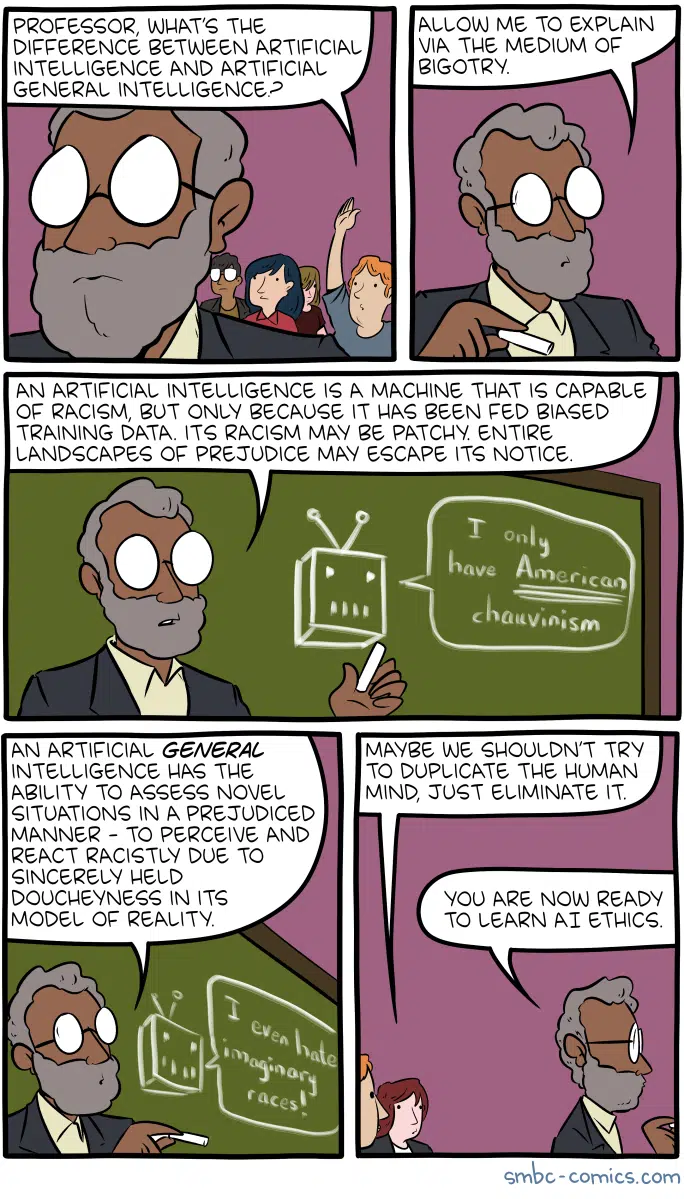 PROFESSOR, WHAT'S THE
DIFFERENCE BETWEEN ARTIFICIAL
INTELLIGENCE AND ARTIFICIAL
GENERAL INTELLIGENCE?
ALLOW ME TO EXPLAIN
VIA THE MEDIUM OF
BIGOTRY.
AN ARTIFICIAL INTELLIGENCE IS A MACHINE THAT IS CAPABLE
OF RACISM, BUT ONLY BECAUSE IT HAS BEEN FED BIASED
TRAINING DATA. ITS RACISM MAY BE PATCHY. ENTIRE
LANDSCAPES OF PREJUDICE MAY ESCAPE ITS NOTICE.
I only
have American
chauvinism
AN ARTIFICIAL GENERAL
INTELLIGENCE HAS THE
ABILITY TO ASSESS NOVEL
SITUATIONS IN A PREJUDICED
MANNER - TO PERCEIVE AND
REACT RACISTLY DUE TO
SINCERELY HELD
DOUCHEYNESS IN ITS
MODEL OF REALITY.
I even hate
imaginary
races!
MAYBE WE SHOULDN'T TRY
TO DUPLICATE THE HUMAN
MIND, JUST ELIMINATE IT.
YOU ARE NOW READY
TO LEARN AI ETHICS.
smbc-comics.com